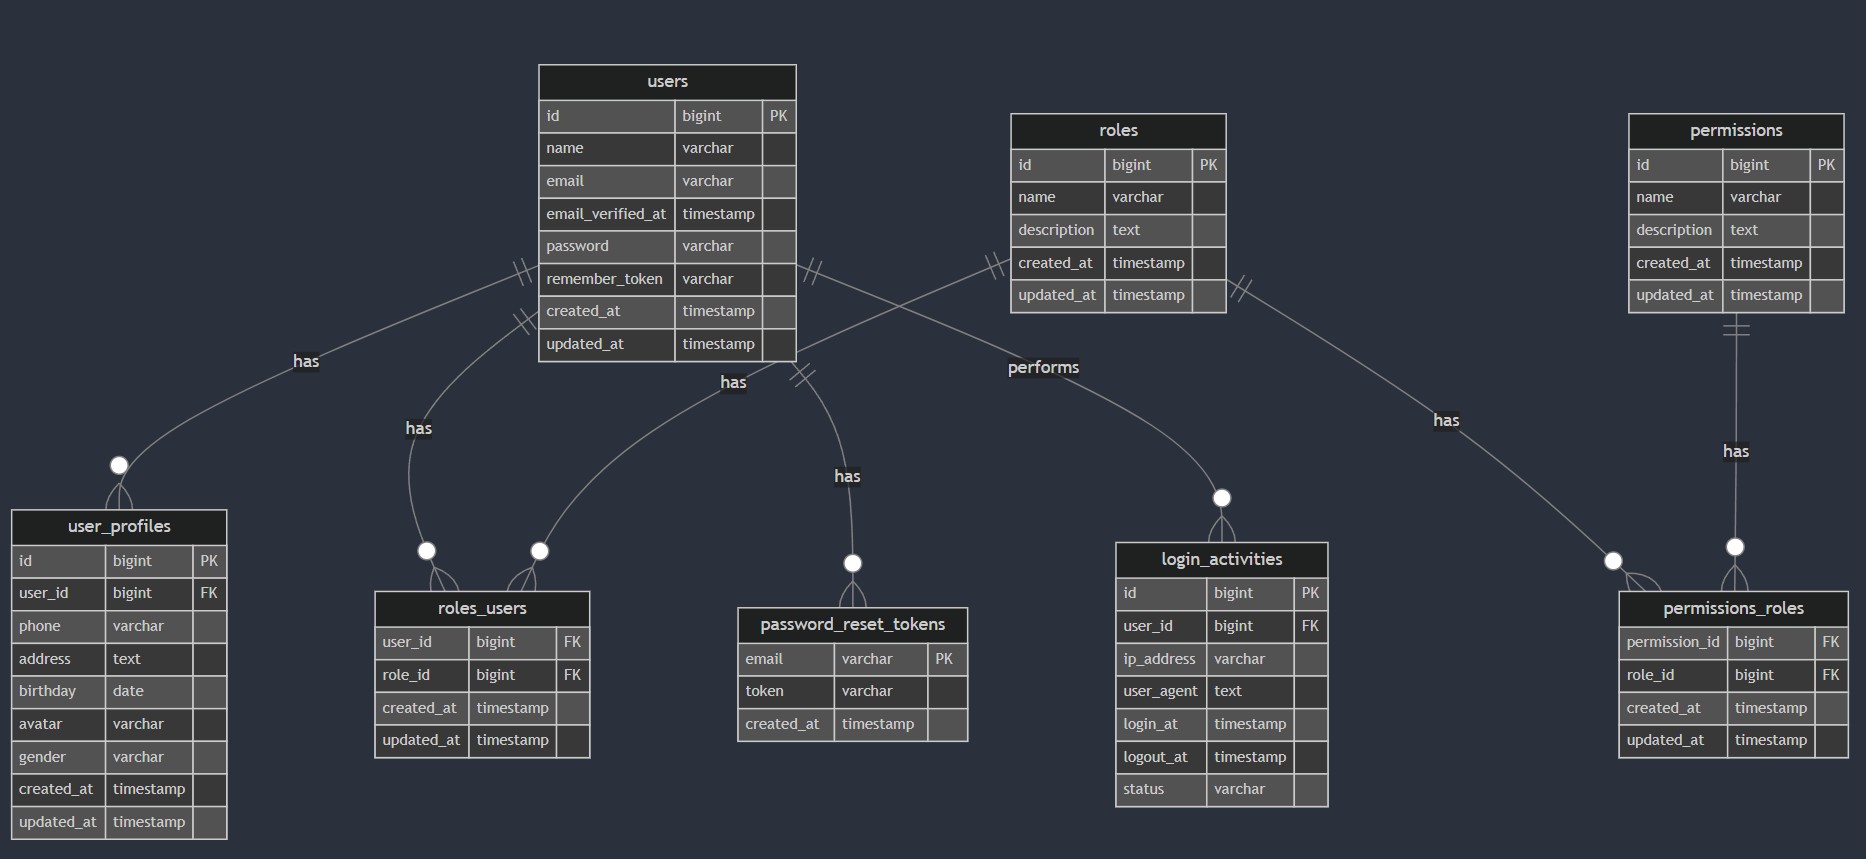 users
id bigint PK
name varchar
email varchar
email_verified_at timestamp
password varchar
remember_token varchar
created_at timestamp
updated_at timestamp
roles
id bigint PK
name varchar
description text
created_at timestamp
updated_at timestamp
permissions
id bigint PK
name varchar
description text
created_at timestamp
updated_at timestamp
has
has
has
has
performs
has
has
user_profiles
id bigint PK
user_id bigint FK
phone varchar
address text
birthday date
avatar varchar
gender varchar
created_at timestamp
updated_at timestamp
roles_users
user_id bigint FK
role_id bigint FK
created_at timestamp
updated_at timestamp
password_reset_tokens
email varchar PK
token varchar
created_at timestamp
login_activities
id bigint PK
user_id bigint FK
ip_address varchar
user_agent text
login_at timestamp
logout_at timestamp
status varchar
permissions_roles
permission_id bigint FK
role_id bigint FK
created_at timestamp
updated_at timestamp